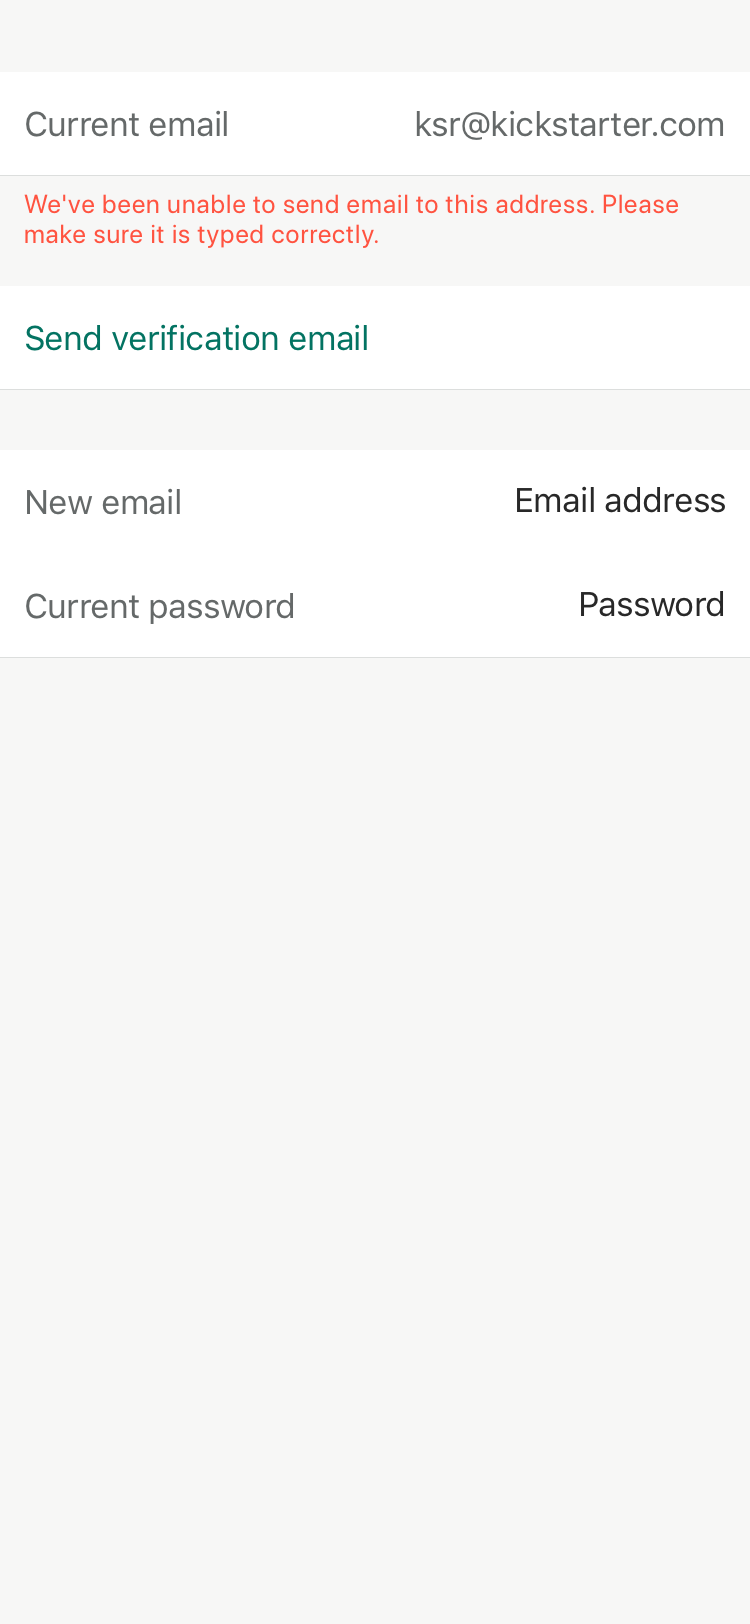 Current email ksr@kickstarter.com
We've been unable to send email to this address. Please
make sure it is typed correctly.
Send verification email
New email Email address
Current password Password